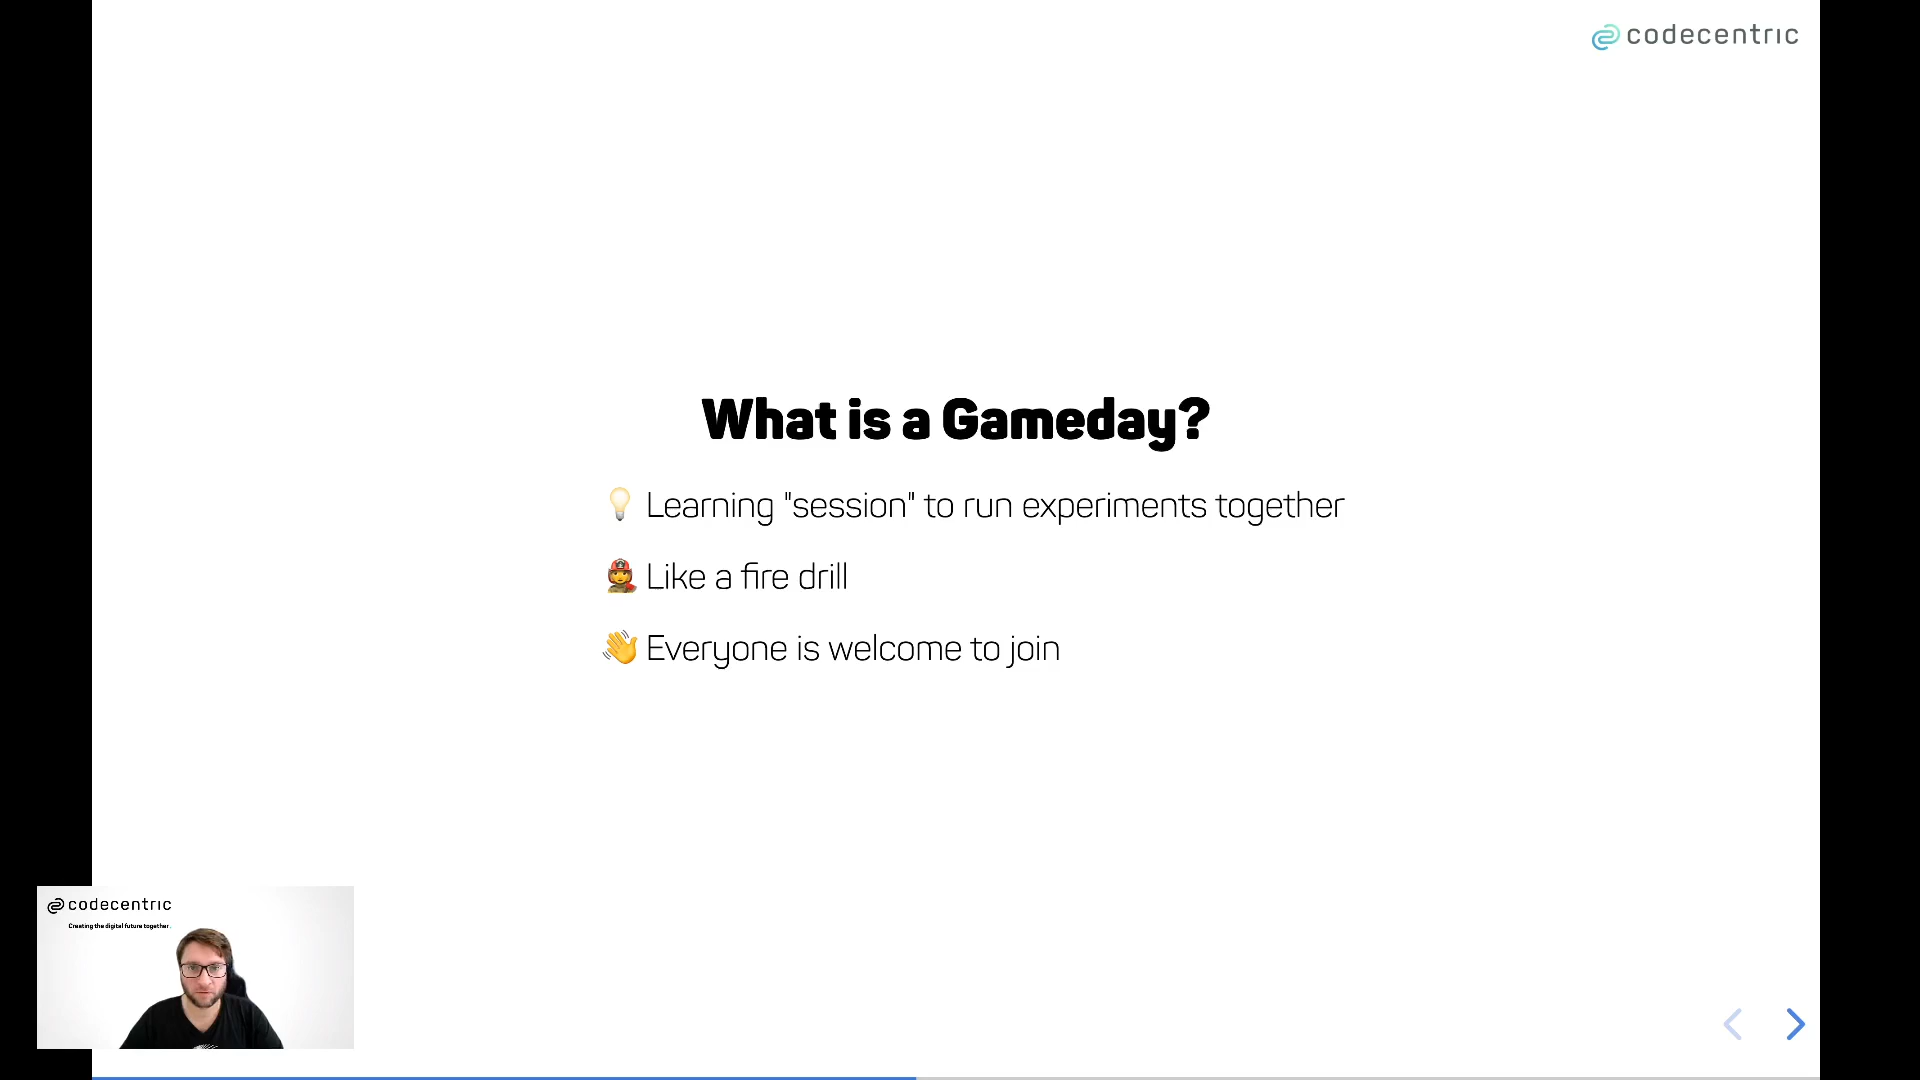 codecentric
What is a Gameday?
💡 Learning "session" to run experiments together
🧑‍🚒 Like a fire drill
👋 Everyone is welcome to join
codecentric
Creating the digital future together.